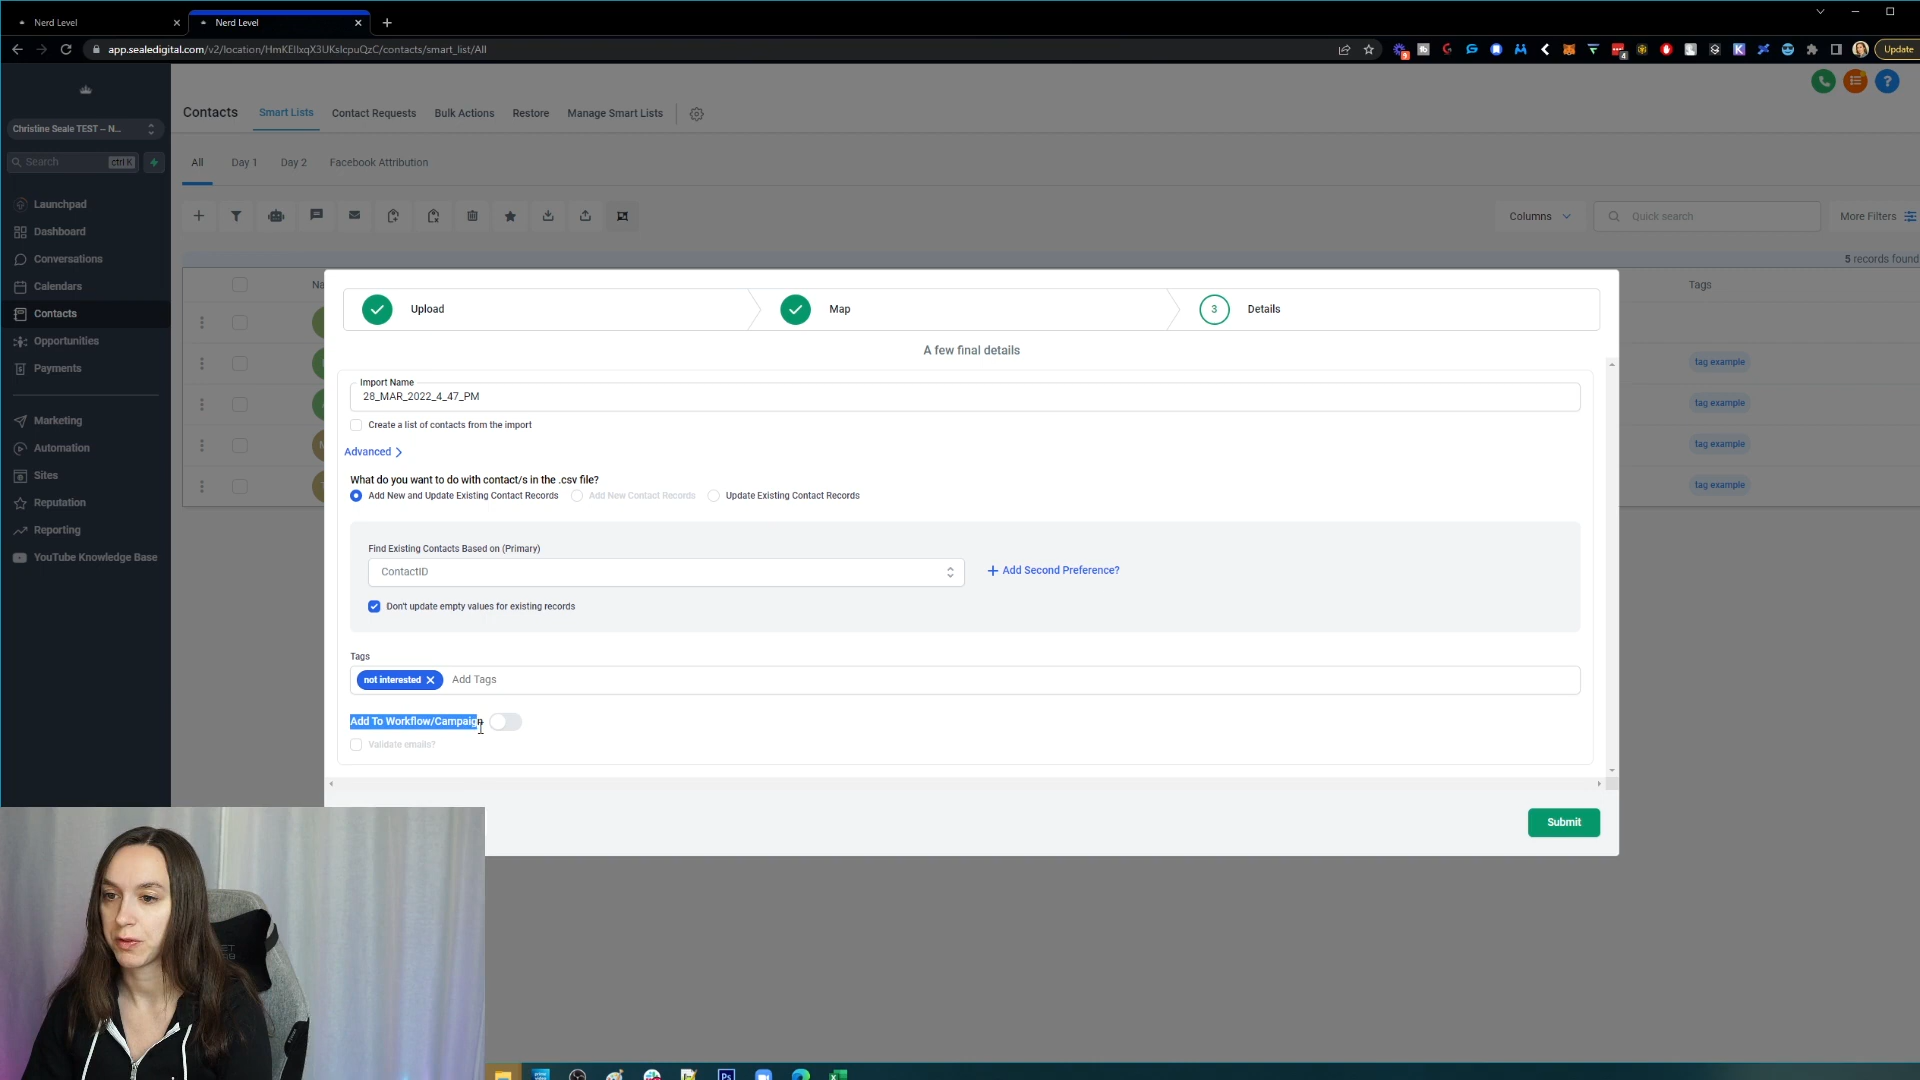 Nerd Level
Nerd Level
app.sealedigital.com/v2/location/HmKEIlxqX3UKslcpuQzC/contacts/smart_list/All
Update
Christine Seale TEST – N...
Search ctrl K
Launchpad
Dashboard
Conversations
Calendars
Contacts
Opportunities
Payments
Marketing
Automation
Sites
Reputation
Reporting
YouTube Knowledge Base
Contacts Smart Lists Contact Requests Bulk Actions Restore Manage Smart Lists
All Day 1 Day 2 Facebook Attribution
Columns Quick search More Filters
5 records found
Na Tags
tag example
tag example
tag example
tag example
Upload Map 3 Details
A few final details
Import Name
28_MAR_2022_4_47_PM
Create a list of contacts from the import
Advanced
What do you want to do with contact/s in the .csv file?
Add New and Update Existing Contact Records Add New Contact Records Update Existing Contact Records
Find Existing Contacts Based on (Primary)
ContactID
+ Add Second Preference?
Don't update empty values for existing records
Tags
not interested Add Tags
Add To Workflow/Campaign
Validate emails?
Submit
Ps